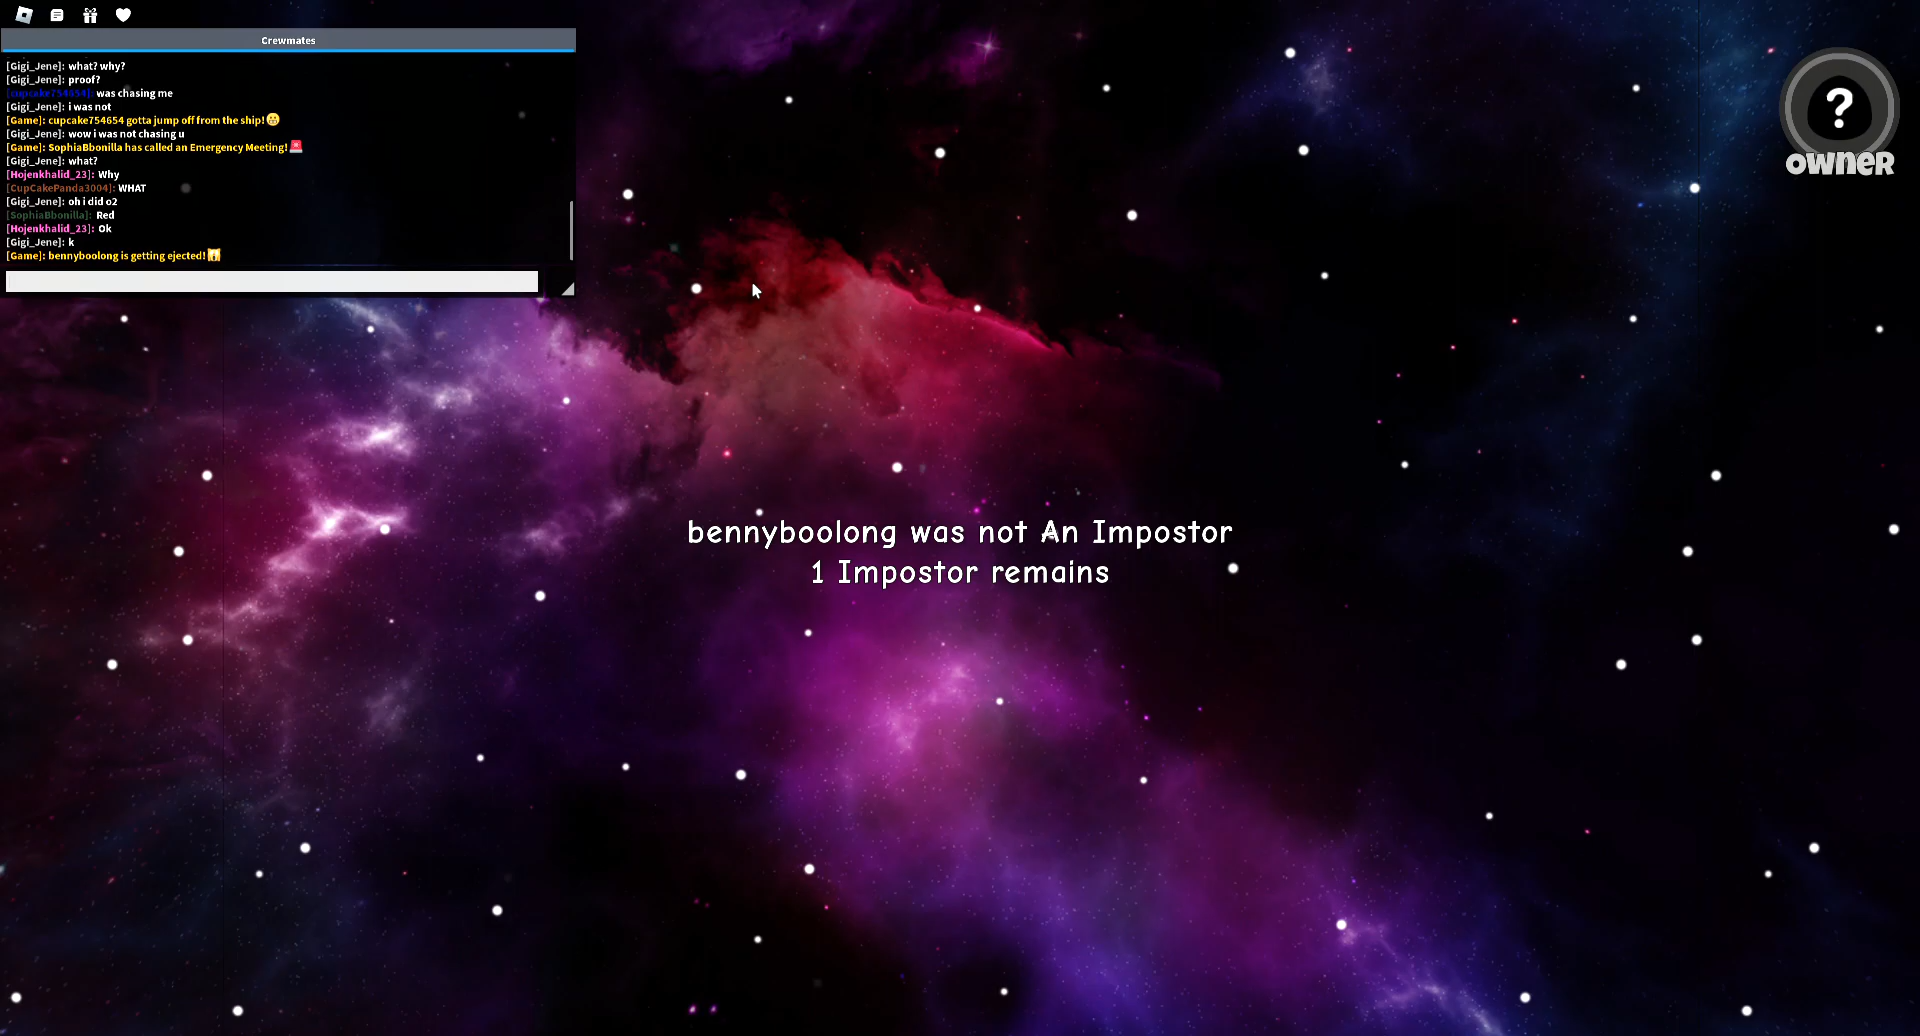 Crewmates
[Gigi_Jene]: what? why?
[Gigi_Jene]: proof?
[cupcake754654]: was chasing me
[Gigi_Jene]: i was not
[Game]: cupcake754654 gotta jump off from the ship!😬
[Gigi_Jene]: wow i was not chasing u
[Game]: SophiaBbonilla has called an Emergency Meeting!🚨
[Gigi_Jene]: what?
[Hojenkhalid_23]: Why
[CupCakePanda3004]: WHAT
[Gigi_Jene]: oh i did o2
[SophiaBbonilla]: Red
[Hojenkhalid_23]: Ok
[Gigi_Jene]: k
[Game]: bennyboolong is getting ejected!🙀
?
owner
bennyboolong was not An Impostor
1 Impostor remains